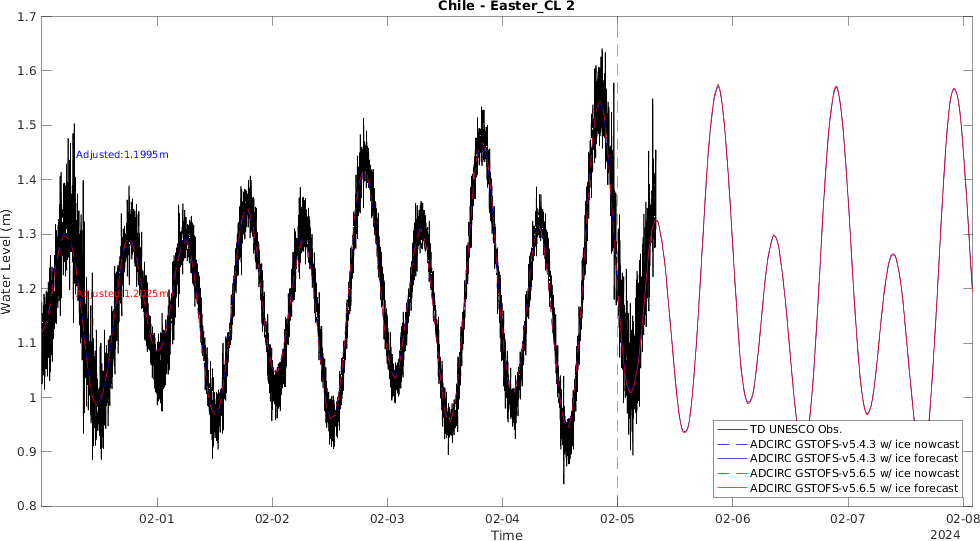 Chile - Easter_CL 2
1.7
1.6
1.5
1.4
1.3
1.2
1.1
1
0.9
0.8
Water Level (m)
Adjusted:1.1995m
Adjusted:1.2025m
TD UNESCO Obs.
ADCIRC GSTOFS-v5.4.3 w/ ice nowcast
ADCIRC GSTOFS-v5.4.3 w/ ice forecast
ADCIRC GSTOFS-v5.6.5 w/ ice nowcast
ADCIRC GSTOFS-v5.6.5 w/ ice forecast
02-01 02-02 02-03 02-04 02-05 02-06 02-07 02-08
Time
2024